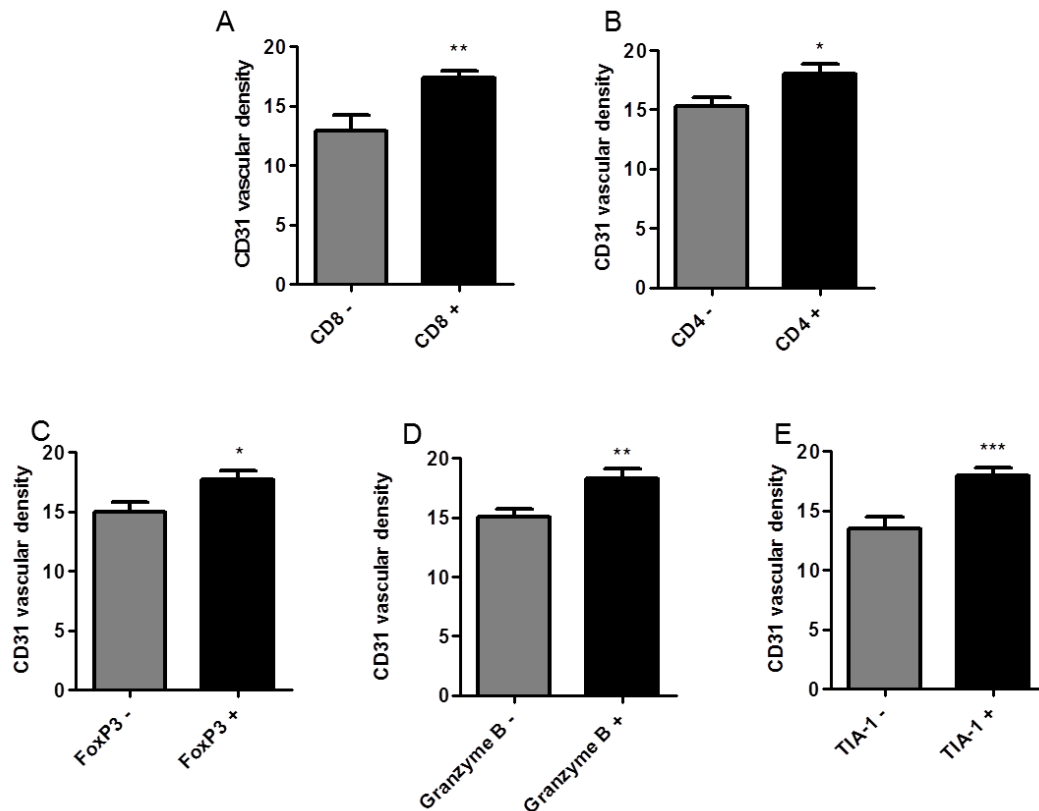 A
CD31 vascular density
20
15
10
5
0
**
CD8 -
CD8 +
B
CD31 vascular density
20
15
10
5
0
*
CD4 -
CD4 +
C
CD31 vascular density
20
15
10
5
0
*
FoxP3 -
FoxP3 +
D
CD31 vascular density
20
15
10
5
0
**
Granzyme B -
Granzyme B +
E
CD31 vascular density
20
15
10
5
0
***
TIA-1 -
TIA-1 +